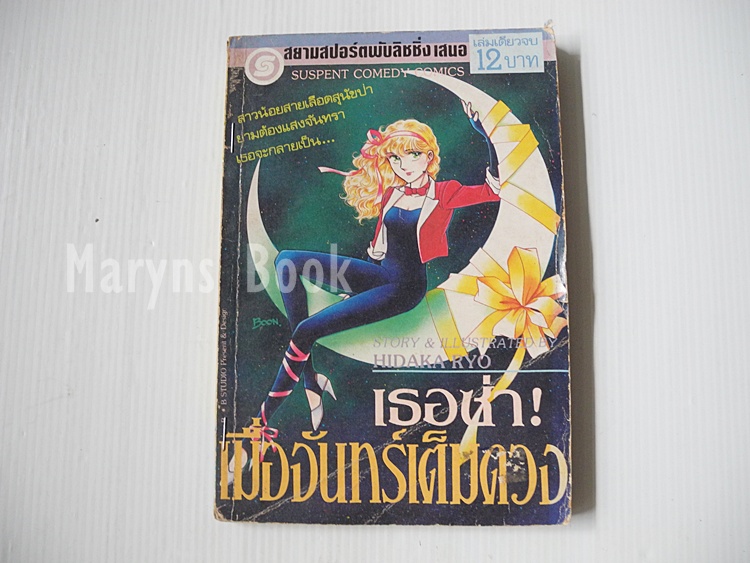 สยามสปอร์ตพับลิชชิ่ง เสนอ
เล่มเดียวจบ
12 บาท
SUSPENT COMEDY COMICS
สาวน้อยสายเลือดสุนัขป่า
ยามต้องแสงจันทรา
เธอจะกลายเป็น...
Maryns Book
BOON.
STORY & ILLUSTRATED BY
HIDAKA RYO
B STUDIO Present & Design
เธอซ่า!
เมื่อจันทร์เต็มดวง
Maryns Book